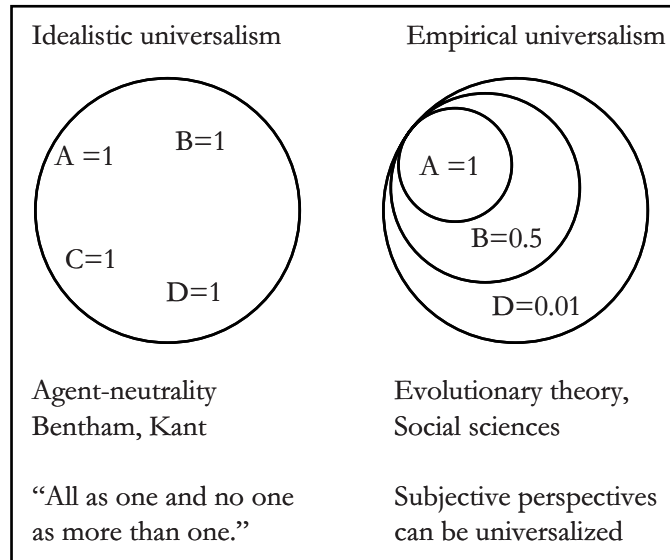 Idealistic universalism
A =1
B=1
C=1
D=1
Agent-neutrality
Bentham, Kant
“All as one and no one
as more than one.”
Empirical universalism
A =1
B=0.5
D=0.01
Evolutionary theory,
Social sciences
Subjective perspectives
can be universalized